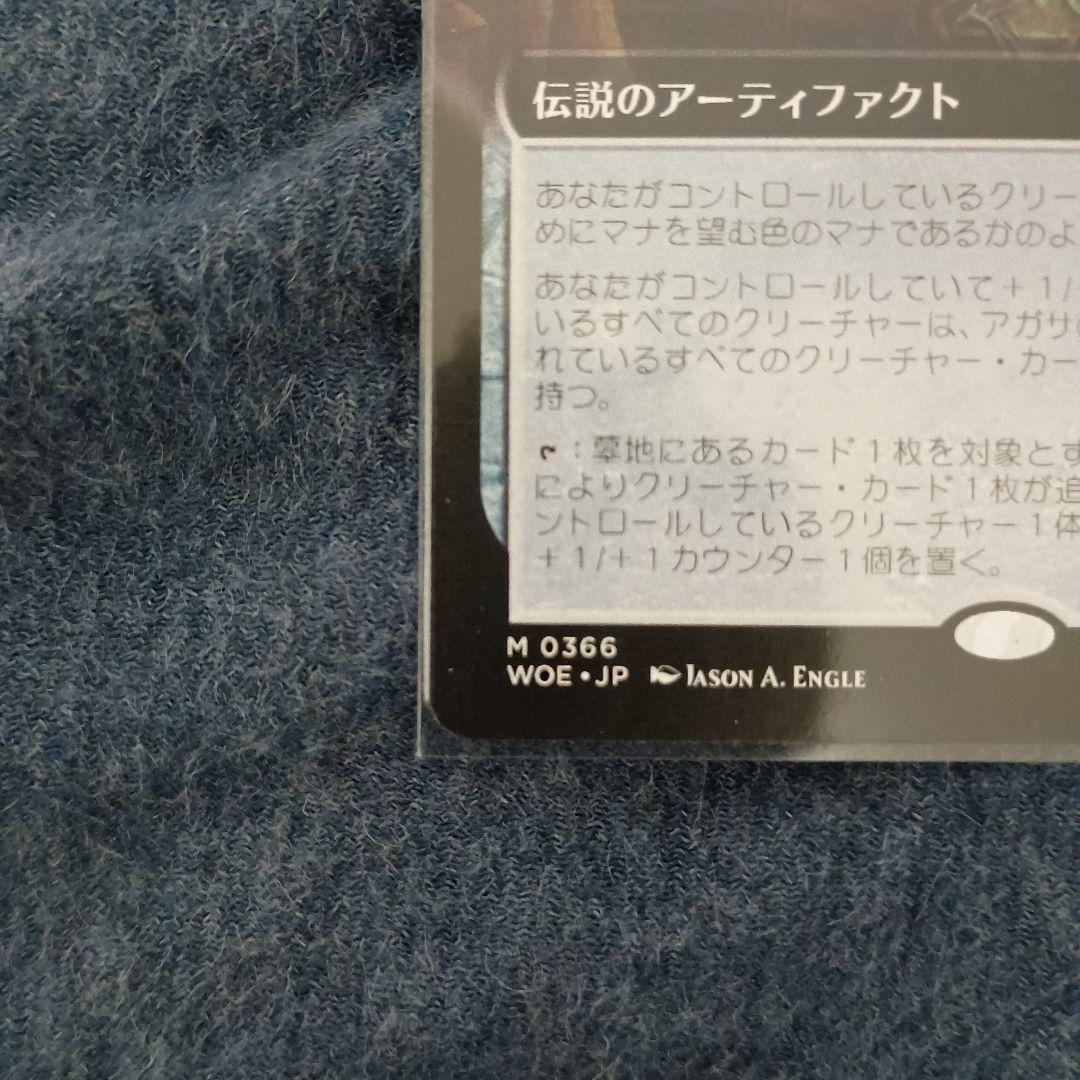 伝説のアーティファクト
あなたがコントロールしているクリー
めにマナを望む色のマナであるかのよ
あなたがコントロールしていて+1/
いるすべてのクリーチャーは、アガサ
れているすべてのクリーチャー・カー
持つ。
:墓地にあるカード1枚を対象とす
によりクリーチャー・カード1枚が追
ントロールしているクリーチャー1体
+1/+1カウンター1個を置く。
M 0366
WOE•JP JASON A. ENGLE